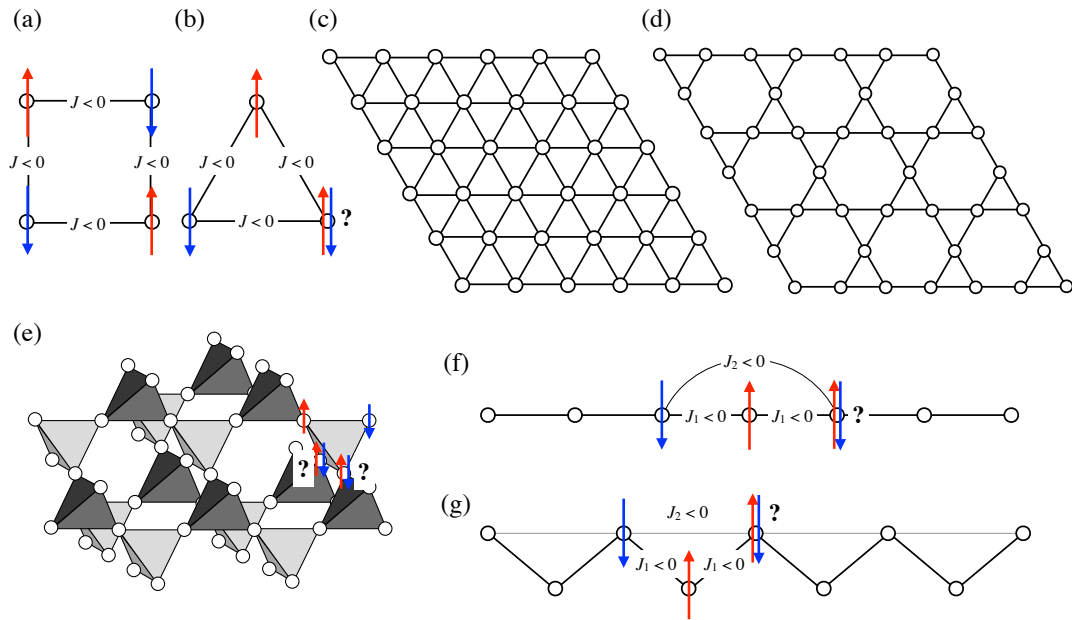 (a)
(b)
(c)
(d)
J < 0
J < 0
J < 0
J < 0
J < 0
J < 0
J < 0
?
(e)
(f)
J₂ < 0
J₁ < 0
J₁ < 0
?
?
?
(g)
J₂ < 0
?
J₁ < 0
J₁ < 0